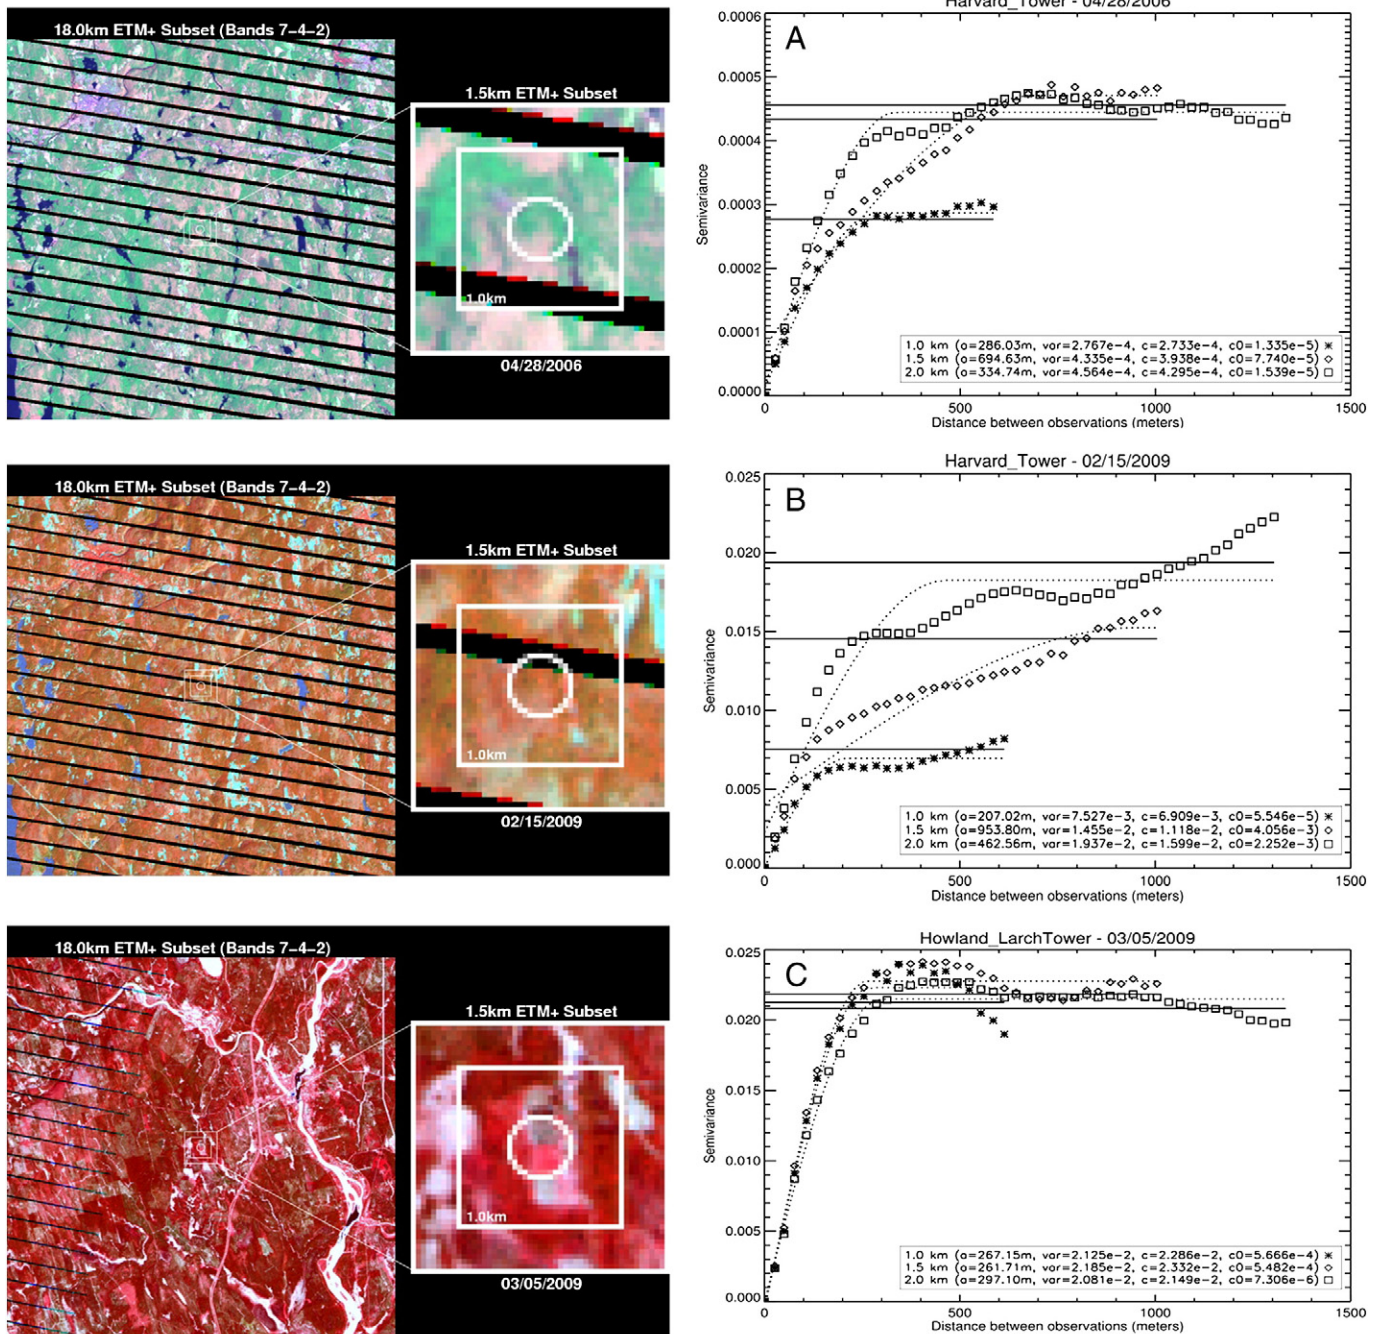 18.0km ETM+ Subset (Bands 7-4-2)
1.5km ETM+ Subset
1.0km
04/28/2006
Harvard_Tower - 04/28/2006
A
Semivariance
0.0006
0.0005
0.0004
0.0003
0.0002
0.0001
0.0000
1.0 km (a=286.03m, var=2.767e-4, c=2.733e-4, c0=1.335e-5)
1.5 km (a=694.63m, var=4.335e-4, c=3.938e-4, c0=7.740e-5)
2.0 km (a=334.74m, var=4.564e-4, c=4.295e-4, c0=1.539e-5)
0 500 1000 1500
Distance between observations (meters)
18.0km ETM+ Subset (Bands 7-4-2)
1.5km ETM+ Subset
1.0km
02/15/2009
Harvard_Tower - 02/15/2009
B
Semivariance
0.025
0.020
0.015
0.010
0.005
0.000
1.0 km (a=207.02m, var=7.527e-3, c=6.909e-3, c0=5.546e-5)
1.5 km (a=953.80m, var=1.455e-2, c=1.118e-2, c0=4.056e-3)
2.0 km (a=462.56m, var=1.937e-2, c=1.599e-2, c0=2.252e-3)
0 500 1000 1500
Distance between observations (meters)
18.0km ETM+ Subset (Bands 7-4-2)
1.5km ETM+ Subset
1.0km
03/05/2009
Howland_LarchTower - 03/05/2009
C
Semivariance
0.025
0.020
0.015
0.010
0.005
0.000
1.0 km (a=267.15m, var=2.125e-2, c=2.286e-2, c0=5.666e-4)
1.5 km (a=261.71m, var=2.185e-2, c=2.332e-2, c0=5.482e-4)
2.0 km (a=297.10m, var=2.081e-2, c=2.149e-2, c0=7.306e-6)
0 500 1000 1500
Distance between observations (meters)